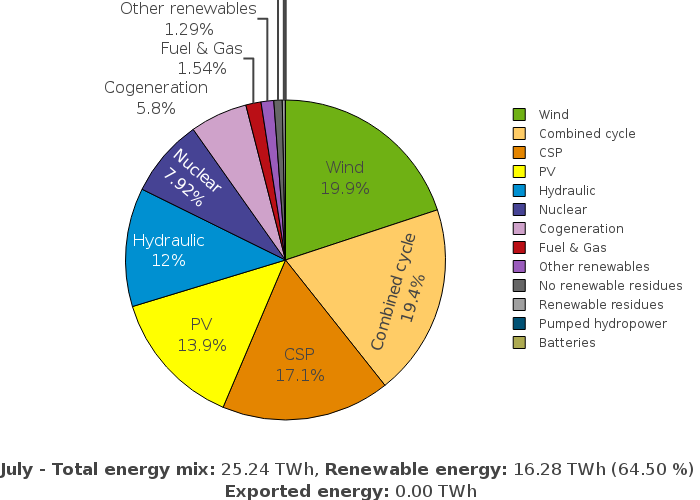 Other renewables
1.29%
Fuel & Gas
1.54%
Cogeneration
5.8%
Nuclear
7.92%
Wind
19.9%
Hydraulic
12%
Combined cycle
19.4%
PV
13.9%
CSP
17.1%
Wind
Combined cycle
CSP
PV
Hydraulic
Nuclear
Cogeneration
Fuel & Gas
Other renewables
No renewable residues
Renewable residues
Pumped hydropower
Batteries
July - Total energy mix: 25.24 TWh, Renewable energy: 16.28 TWh (64.50 %)
Exported energy: 0.00 TWh